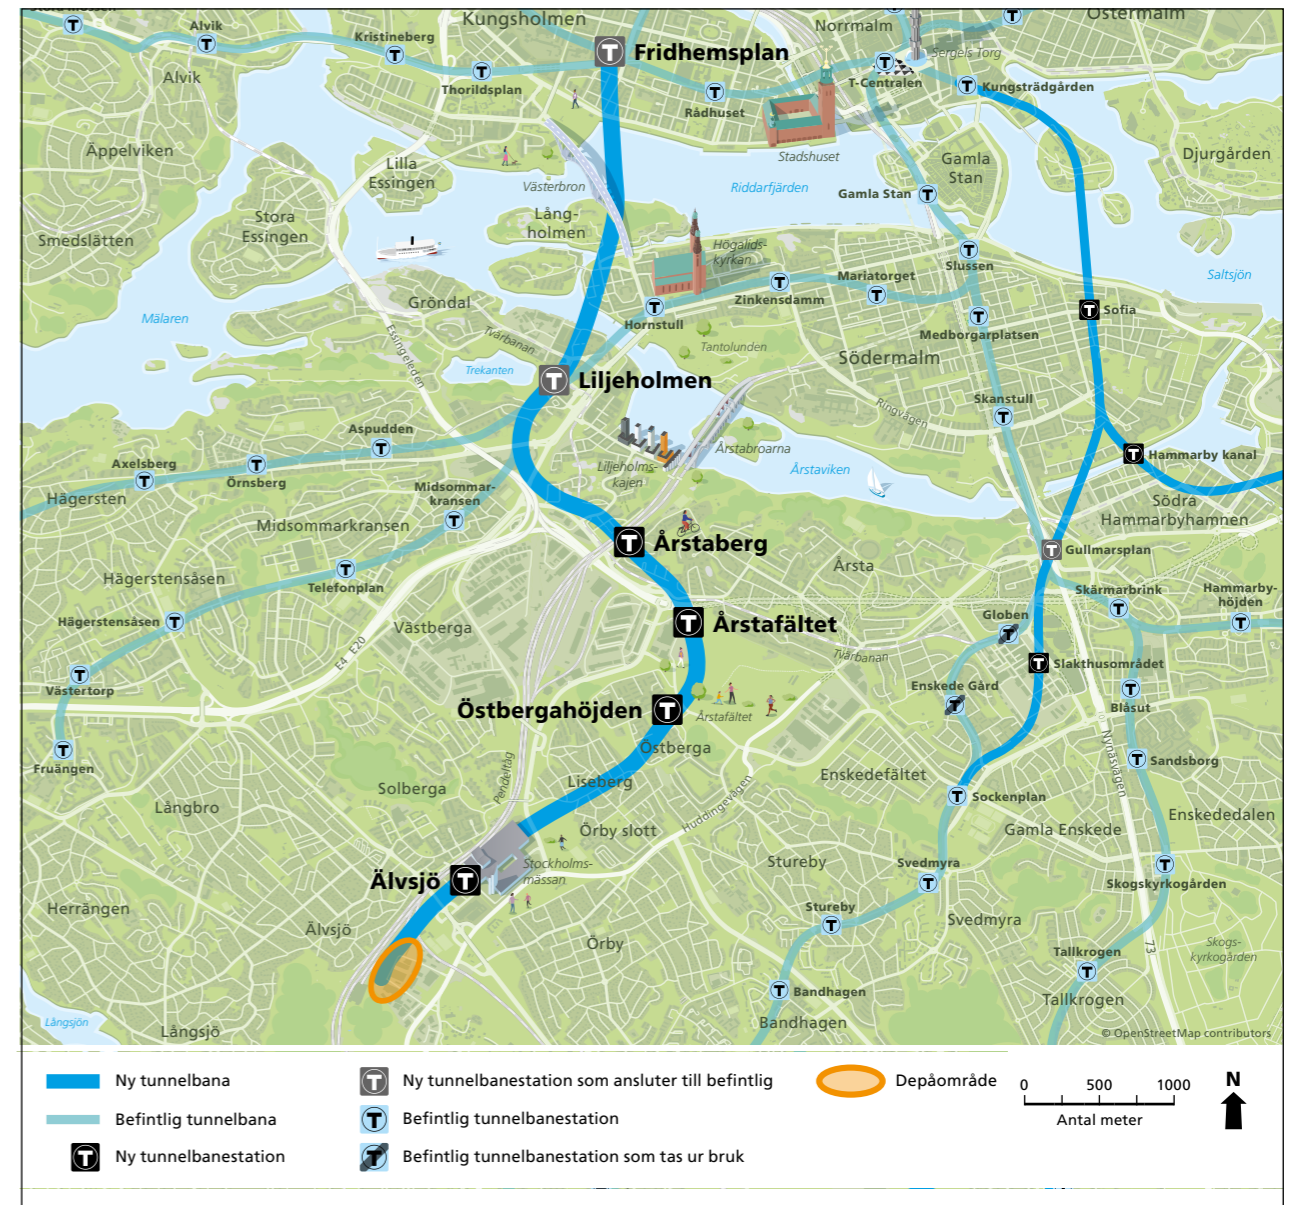 Kungsholmen
Norrmalm
Östermalm
Alvik
Kristineberg
Fridhemsplan
Sergels Torg
Alvik
Thorildsplan
Rådhuset
T-Centralen
Kungsträdgården
Äppelviken
Lilla
Essingen
Stadshuset
Gamla
Stan
Djurgården
Västerbron
Riddarfjärden
Gamla Stan
Stora
Essingen
Lång-
holmen
Smedslätten
Högalids-
kyrkan
Slussen
Saltsjön
Mariatorget
Zinkensdamm
Gröndal
Mälaren
Hornstull
Sofia
Medborgarplatsen
Essingeleden
Tvärbanan
Tantolunden
Södermalm
Trekanten
Liljeholmen
Skanstull
Ringvägen
Aspudden
Årstabroarna
Hammarby kanal
Axelsberg
Örnsberg
Liljeholms-
kajen
Årstaviken
Hägersten
Midsommar-
kransen
Södra
Hammarbyhamnen
Midsommarkransen
Årstaberg
Gullmarsplan
Årsta
Hägerstensåsen
Telefonplan
Skärmarbrink
Hammarby-
höjden
Hägerstensåsen
Västberga
Årstafältet
Globen
E4 E20
Tvärbanan
Slakthusområdet
Västertorp
Enskede Gård
Östbergahöjden
Årstafältet
Blåsut
Östberga
Nynäsvägen
Fruängen
Pendeltåg
Sandsborg
Solberga
Liseberg
Enskedefältet
Långbro
Huddingevägen
Sockenplan
Örby slott
Gamla Enskede
Enskededalen
Stockholms-
mässan
Stureby
Svedmyra
Älvsjö
Skogskyrkogården
Herrängen
Stureby
Älvsjö
Svedmyra
Örby
73
Skogs-
kyrkogården
Tallkrogen
Bandhagen
Tallkrogen
Långsjön
Långsjö
Bandhagen
© OpenStreetMap contributors
Ny tunnelbana
Befintlig tunnelbana
Ny tunnelbanestation
Ny tunnelbanestation som ansluter till befintlig
Befintlig tunnelbanestation
Befintlig tunnelbanestation som tas ur bruk
Depåområde
0 500 1000
Antal meter
N